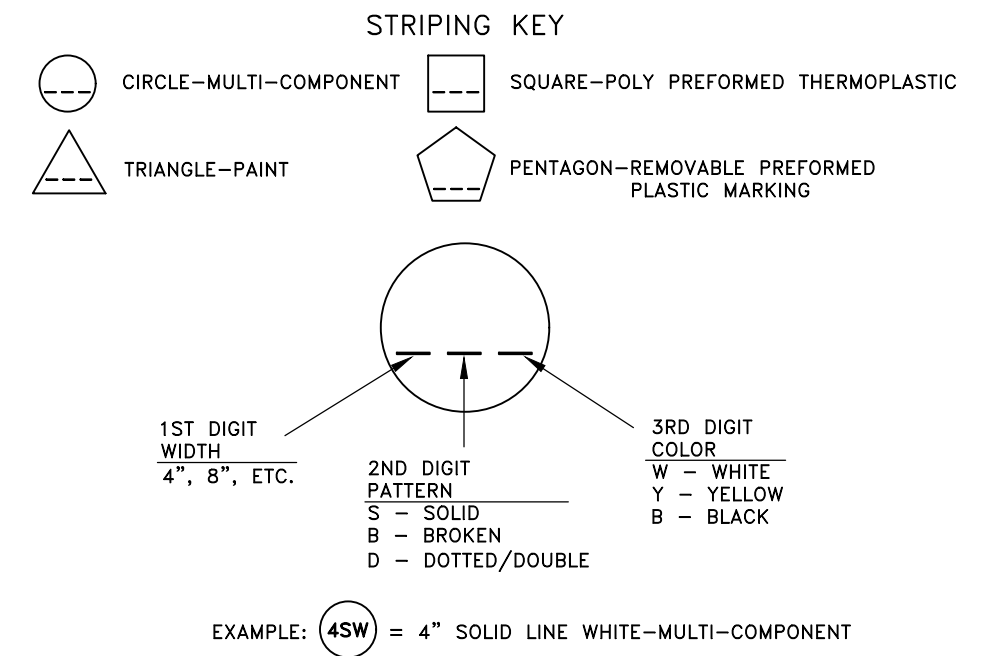 STRIPING KEY
CIRCLE–MULTI–COMPONENT
SQUARE–POLY PREFORMED THERMOPLASTIC
TRIANGLE–PAINT
PENTAGON–REMOVABLE PREFORMED
PLASTIC MARKING
1ST DIGIT
WIDTH
4”, 8”, ETC.
2ND DIGIT
PATTERN
S – SOLID
B – BROKEN
D – DOTTED/DOUBLE
3RD DIGIT
COLOR
W – WHITE
Y – YELLOW
B – BLACK
EXAMPLE: 4SW = 4” SOLID LINE WHITE–MULTI–COMPONENT